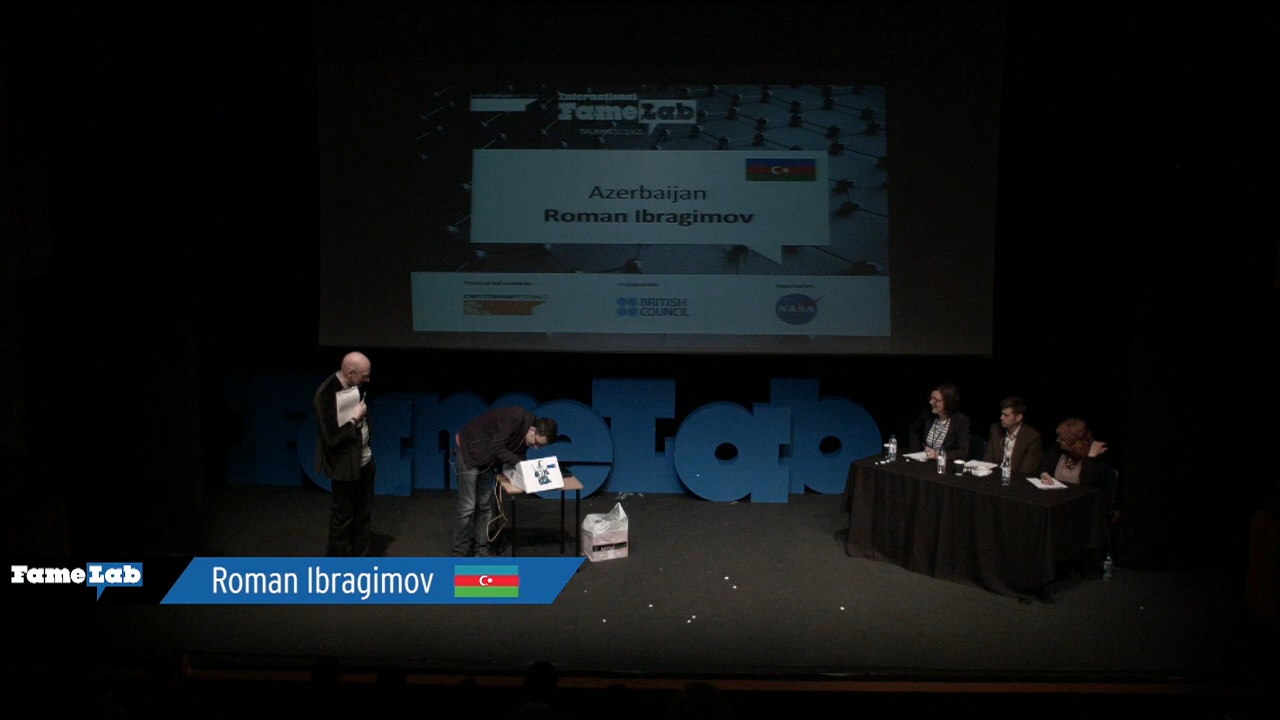 International
FameLab
TALKING SCIENCE
Azerbaijan
Roman Ibragimov
BRITISH
COUNCIL
NASA
FameLab
FameLab
Roman Ibragimov